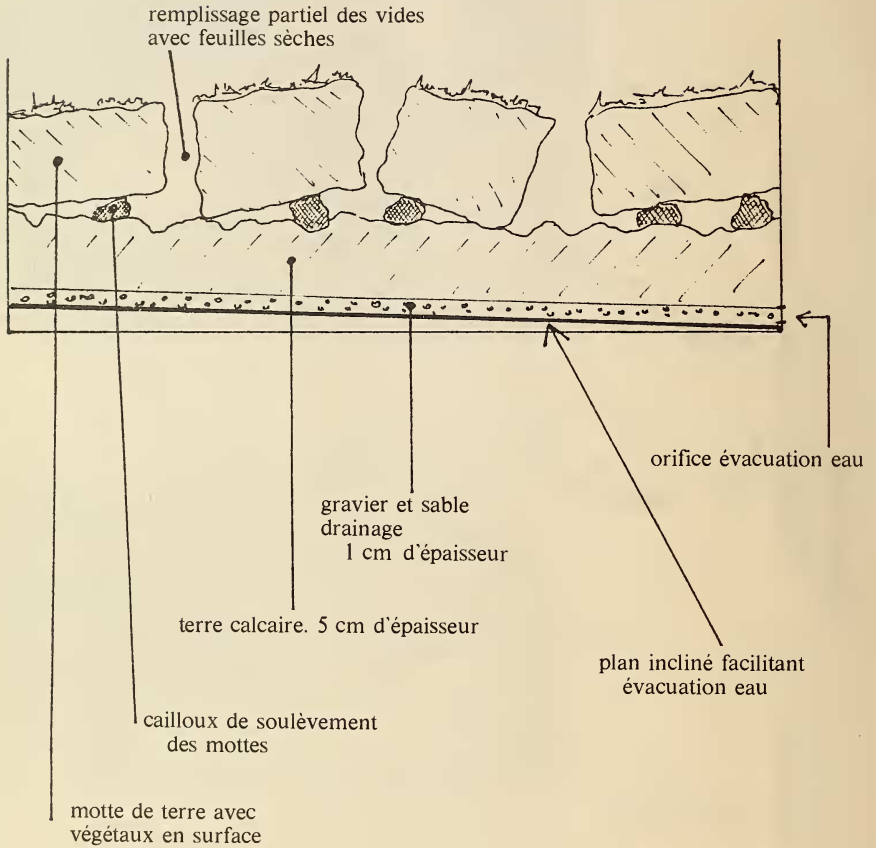 remplissage partiel des vides
avec feuilles sèches
orifice évacuation eau
gravier et sable
drainage
1 cm d'épaisseur
terre calcaire. 5 cm d'épaisseur
plan incliné facilitant
évacuation eau
cailloux de soulèvement
des mottes
motte de terre avec
végétaux en surface